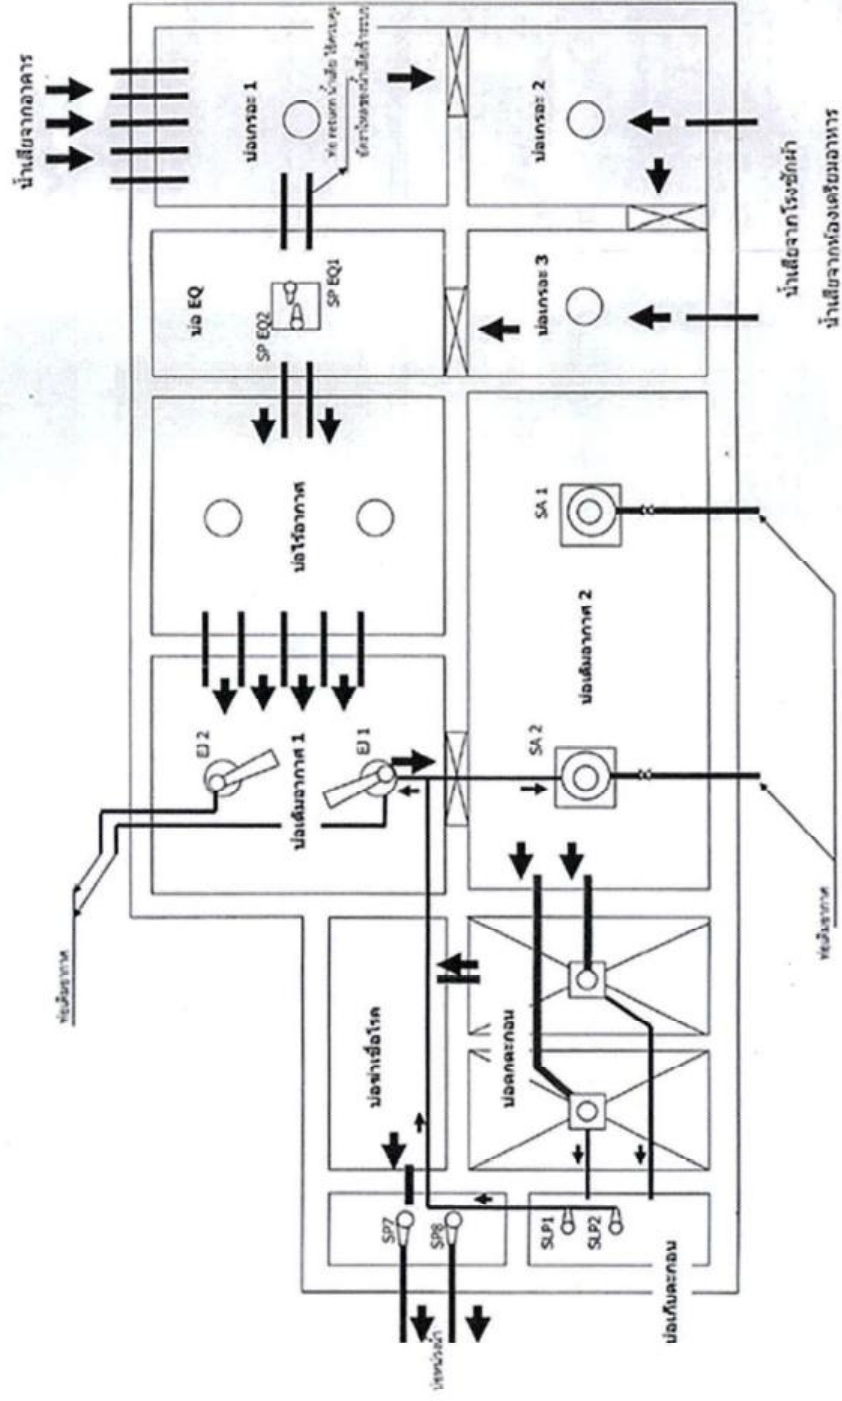 น้ำเสียจากอาคาร
บ่อเกรอะ 1
บ่อเกรอะ 2
น้ำเสียจากโรงซักผ้า
น้ำเสียจากห้องเตรียมอาหาร
บ่อ EQ
SP EQ2
SP EQ1
บ่อเกรอะ 3
บ่อไร้อากาศ
SA 1
บ่อเติมอากาศ 2
SA 2
EJ 2
บ่อเติมอากาศ 1
EJ 1
ท่อเติมอากาศ
ท่อเติมอากาศ
บ่อฆ่าเชื้อโรค
บ่อตกตะกอน
SP7
SP8
SLP1
SLP2
บ่อเก็บตะกอน
บ่อหน่วงน้ำ